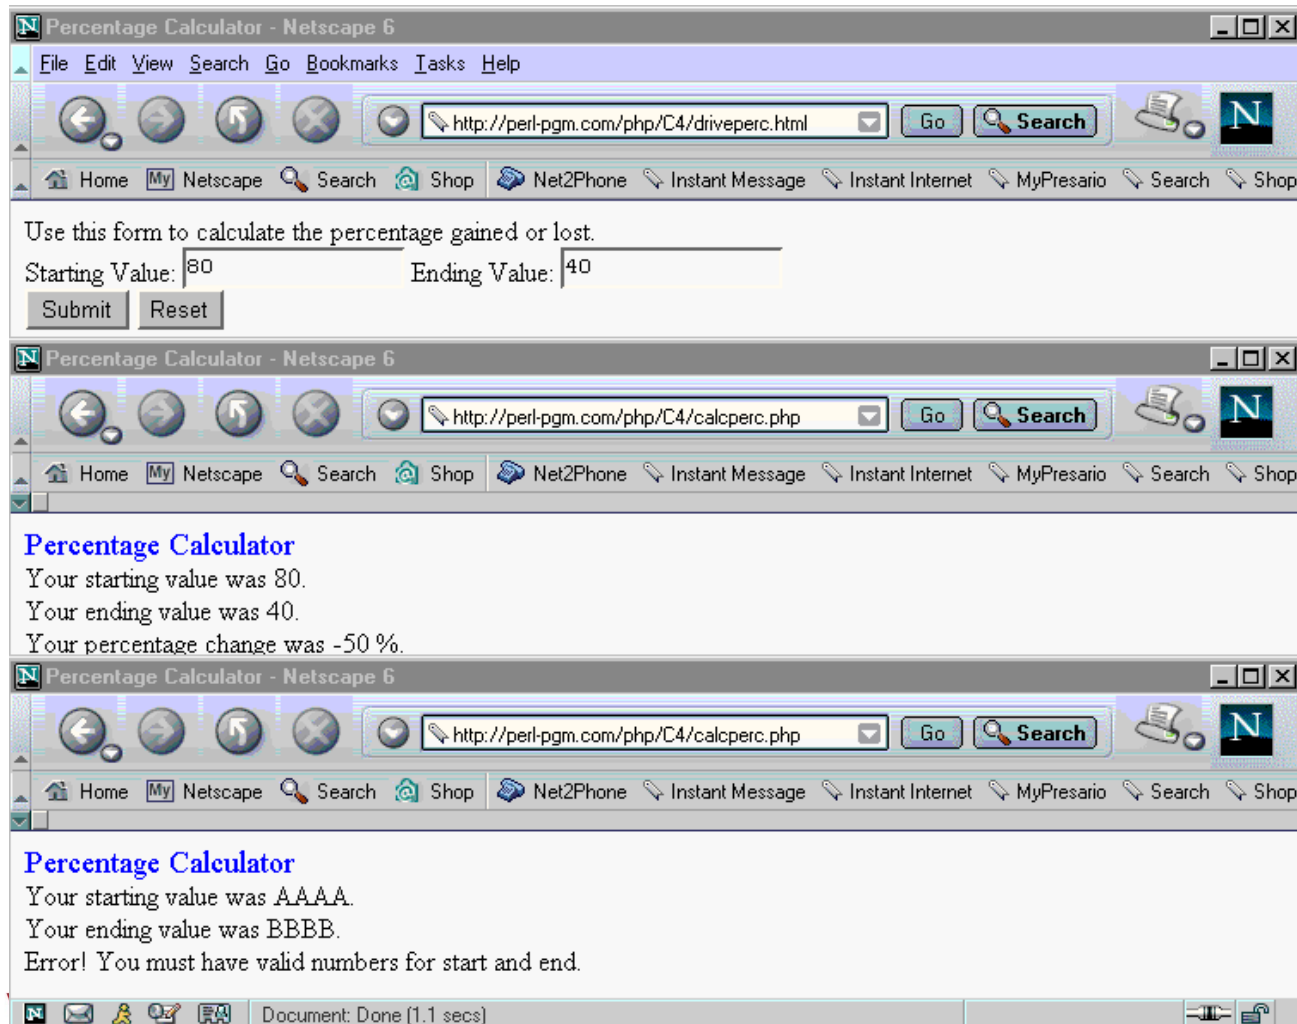 N Percentage Calculator - Netscape 6
File Edit View Search Go Bookmarks Tasks Help
http://perl-pgm.com/php/C4/driveperc.html Go Search N
Home My Netscape Search Shop Net2Phone Instant Message Instant Internet MyPresario Search Shop
Use this form to calculate the percentage gained or lost.
Starting Value: 80 Ending Value: 40
Submit Reset
N Percentage Calculator - Netscape 6
http://perl-pgm.com/php/C4/calcperc.php Go Search N
Home My Netscape Search Shop Net2Phone Instant Message Instant Internet MyPresario Search Shop
Percentage Calculator
Your starting value was 80.
Your ending value was 40.
Your percentage change was -50 %.
N Percentage Calculator - Netscape 6
http://perl-pgm.com/php/C4/calcperc.php Go Search N
Home My Netscape Search Shop Net2Phone Instant Message Instant Internet MyPresario Search Shop
Percentage Calculator
Your starting value was AAAA.
Your ending value was BBBB.
Error! You must have valid numbers for start and end.
N Document: Done (1.1 secs)